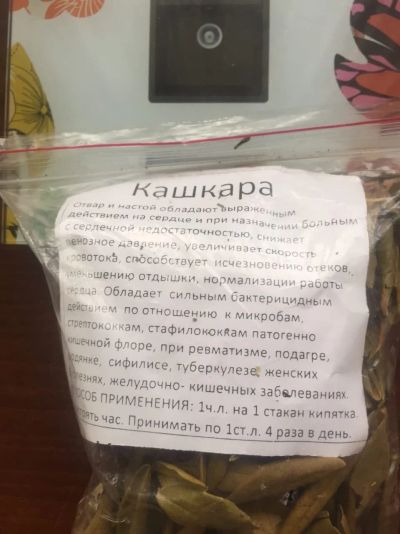 Кашкара
Отвар и настой обладают выраженным
действием на сердце и при назначении больным
с сердечной недостаточностью, снижает
венозное давление, увеличивает скорость
кровотока, способствует исчезновению отеков,
уменьшению отдышки, нормализации работы
сердца. Обладает сильным бактерицидным
действием по отношению к микробам,
стрептококкам, стафилококкам патогенно
кишечной флоре, при ревматизме, подагре,
водянке, сифилисе, туберкулезе, женских
болезнях, желудочно- кишечных заболеваниях.
СПОСОБ ПРИМЕНЕНИЯ: 1ч.л. на 1 стакан кипятка.
Настоять час. Принимать по 1ст.л. 4 раза в день.